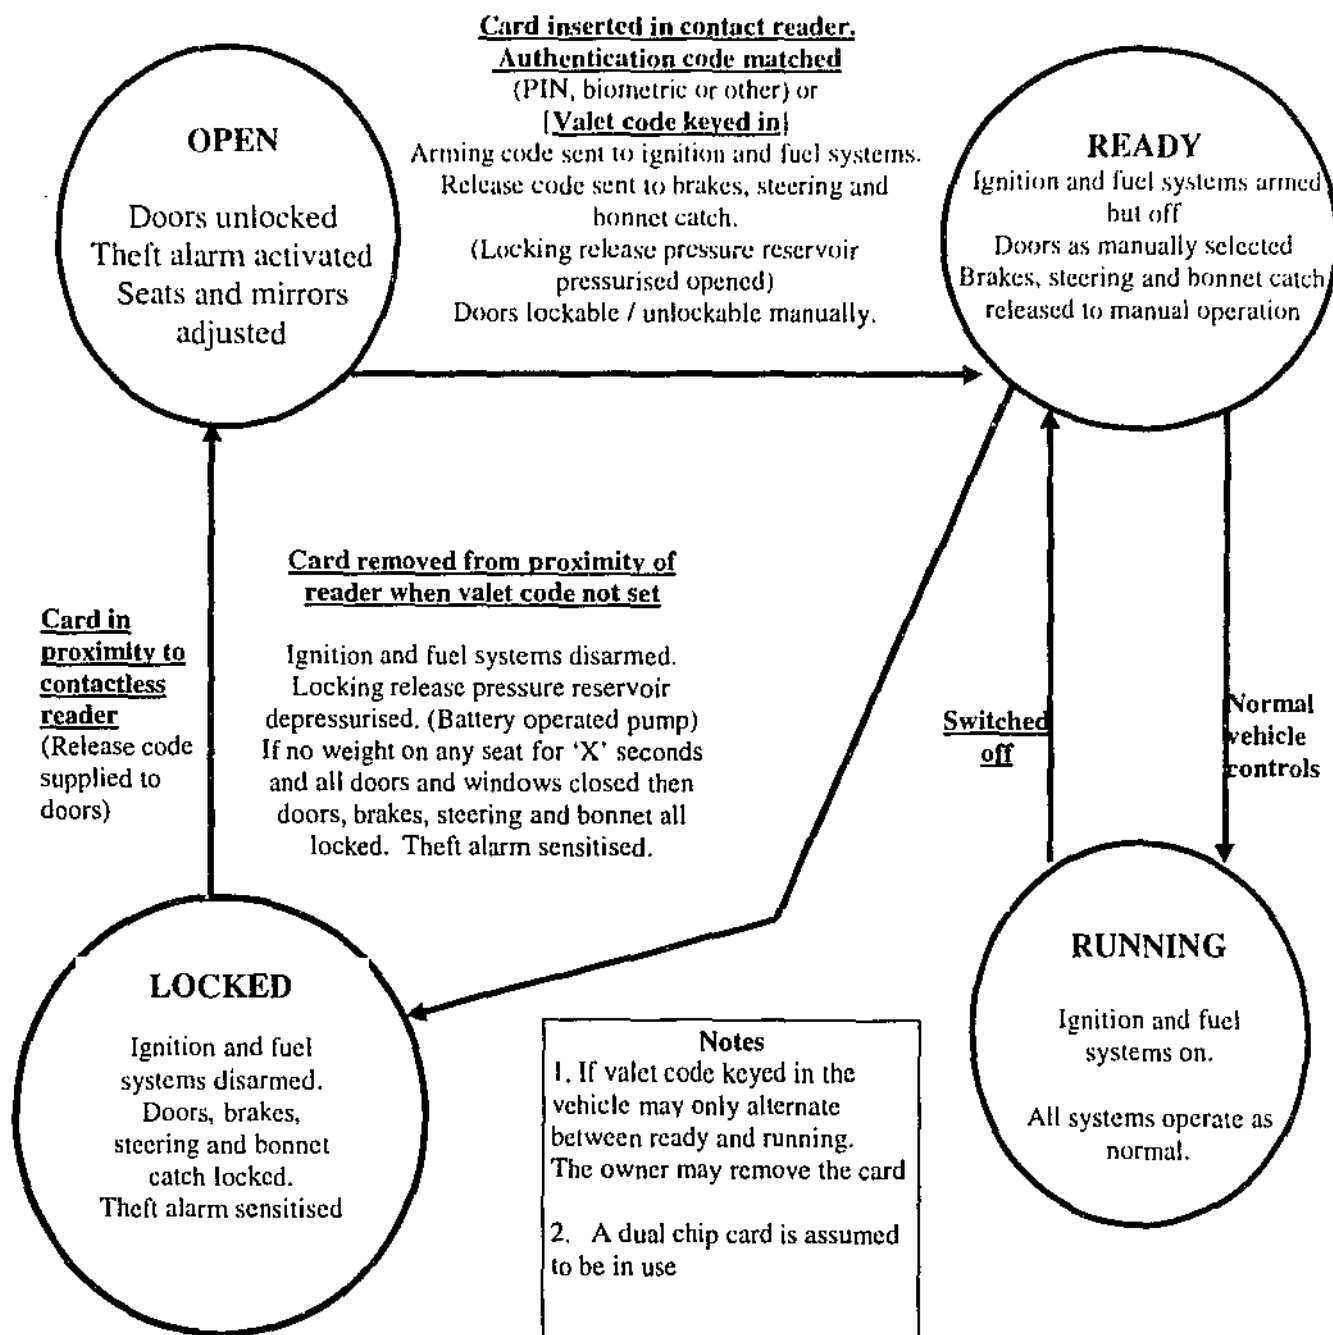 Card inserted in contact reader.
Authentication code matched
(PIN, biometric or other) or
[Valet code keyed in]
Arming code sent to ignition and fuel systems.
Release code sent to brakes, steering and
bonnet catch.
(Locking release pressure reservoir
pressurised opened)
Doors lockable / unlockable manually.
OPEN
Doors unlocked
Theft alarm activated
Seats and mirrors
adjusted
READY
Ignition and fuel systems armed
but off
Doors as manually selected
Brakes, steering and bonnet catch
released to manual operation
Card in
proximity to
contactless
reader
(Release code
supplied to
doors)
Card removed from proximity of
reader when valet code not set
Ignition and fuel systems disarmed.
Locking release pressure reservoir
depressurised. (Battery operated pump)
If no weight on any seat for ‘X’ seconds
and all doors and windows closed then
doors, brakes, steering and bonnet all
locked. Theft alarm sensitised.
Switched
off
Normal
vehicle
controls
LOCKED
Ignition and fuel
systems disarmed.
Doors, brakes,
steering and bonnet
catch locked.
Theft alarm sensitised
Notes
1. If valet code keyed in the
vehicle may only alternate
between ready and running.
The owner may remove the card
2. A dual chip card is assumed
to be in use
RUNNING
Ignition and fuel
systems on.
All systems operate as
normal.